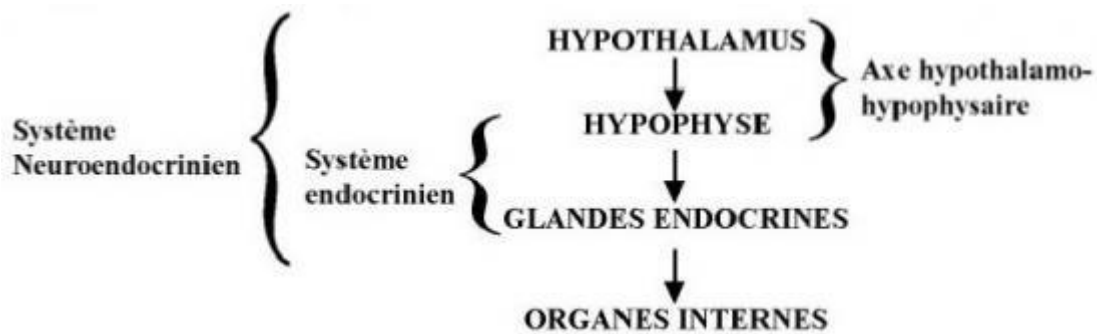 HYPOTHALAMUS
Axe hypothalamo-
hypophysaire
HYPOPHYSE
Système
Neuroendocrinien
Système
endocrinien
GLANDES ENDOCRINES
ORGANES INTERNES